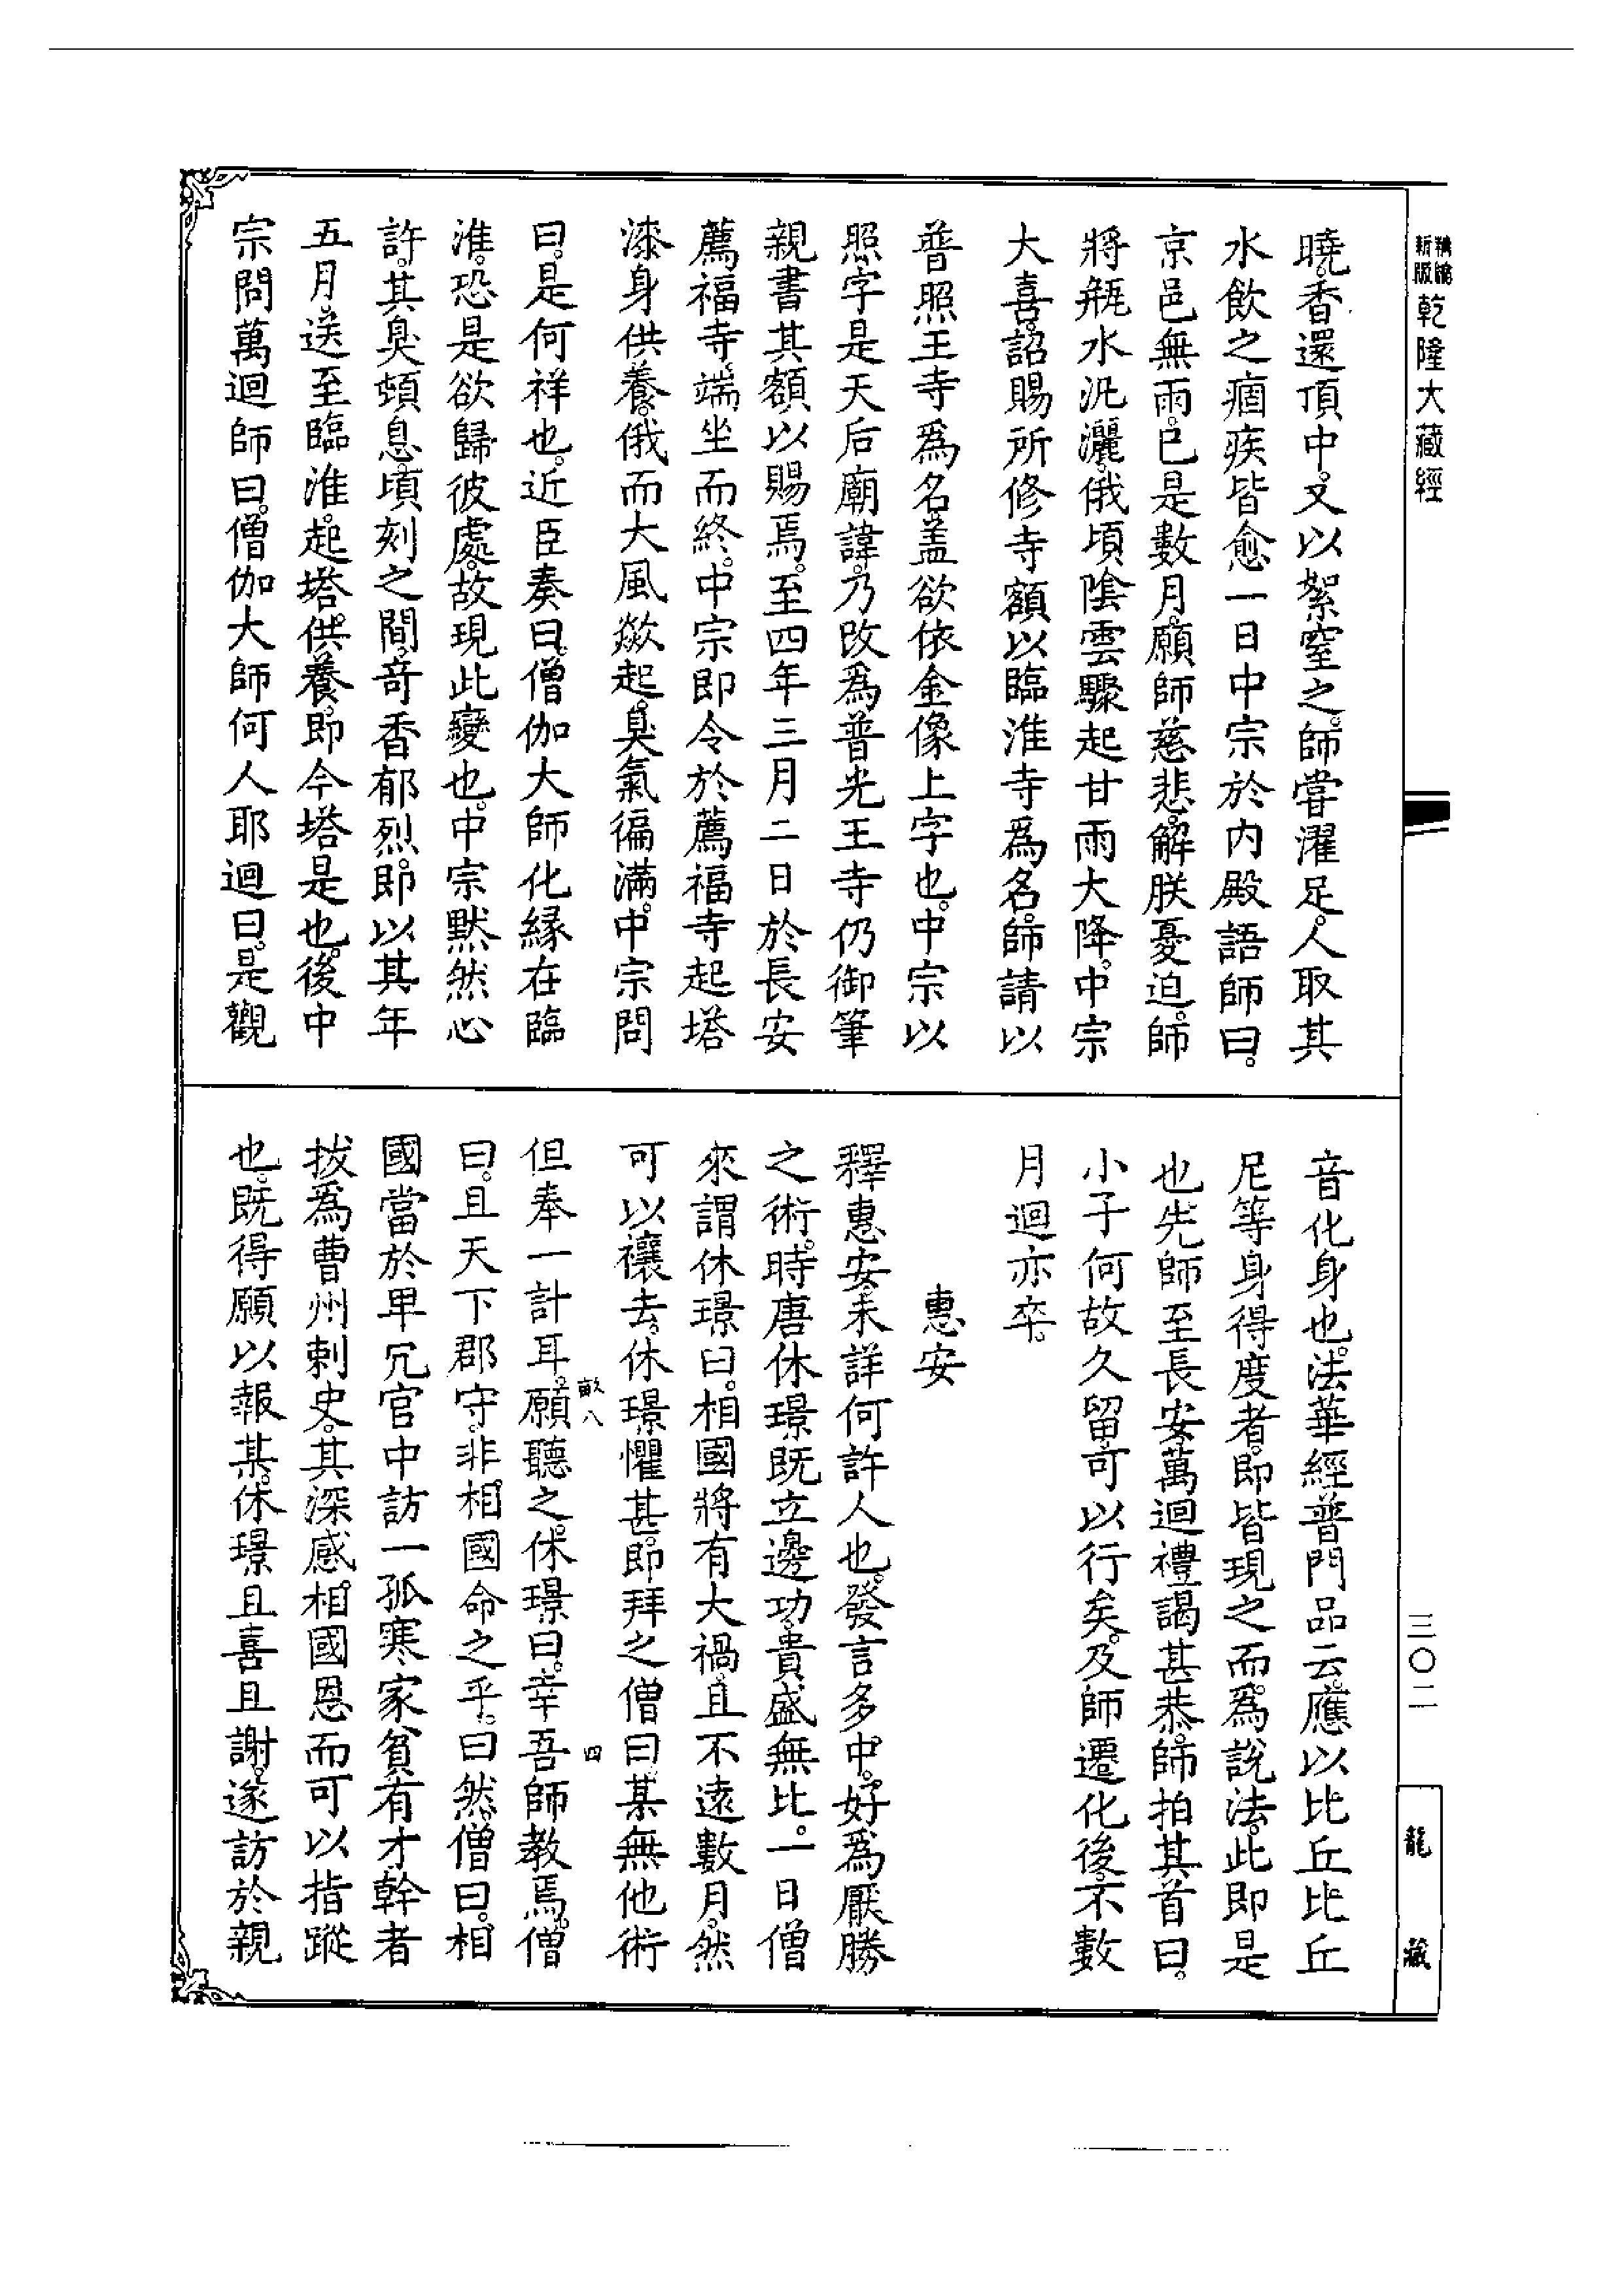 精繪
新版
乾隆大藏經
曉。香還頂中。又以絮窒之。師嘗濯足。人取其
水飲之痼疾皆愈一日中宗於內殿語師曰。
京邑無雨。已是數月。願師慈悲。解朕憂迫。師
將瓶水汎灑。俄頃陰雲驟起甘雨大降。中宗
大喜。詔賜所修寺額以臨淮寺爲名。師請以
普照王寺爲名。盖欲依金像上字也。中宗以
照字是天后廟諱。乃改爲普光王寺仍御筆
親書其額以賜焉。至四年三月二日於長安
薦福寺。端坐而終。中宗即令於薦福寺起塔
漆身供養。俄而大風歘起。臭氣徧滿。中宗問
曰。是何祥也。近臣奏曰。僧伽大師化緣在臨
淮。恐是欲歸彼處。故現此變也。中宗默然心
許。其臭頓息。頃刻之間。奇香郁烈。即以其年
五月送至臨淮。起塔。供養。即今塔是也。後中
宗問萬迴師曰。僧伽大師何人耶迴曰。是觀
音化身也。法華經普門品云。應以比丘比丘
尼等身得度者。即皆現之而。爲說法。此即是
也先師至長安。萬迴禮謁甚恭。師拍其首曰。
小子何故久留。可以行矣。及師遷化後。不數
月迴亦卒。
惠安
釋惠安。未詳何許人也。發言多中。好爲厭勝
之術。時唐休璟既立邊功。貴盛無比。一日僧
來謂休璟曰。相國將有大禍。且不遠數月。然
可以禳去。休璟懼甚。即拜之僧曰。某無他術
但奉一計耳。願聽之。休璟曰。幸吾師教焉。僧
曰。且天下郡守。非相國命之乎。曰然。僧曰。相
國當於卑冗官中訪一孤寒家貧有才幹者
拔爲曹州刺史。其深感相國恩而可以指蹤
也。既得願以報某。休璟且喜且謝。遂訪於親
畝八
四
三〇二
龍藏